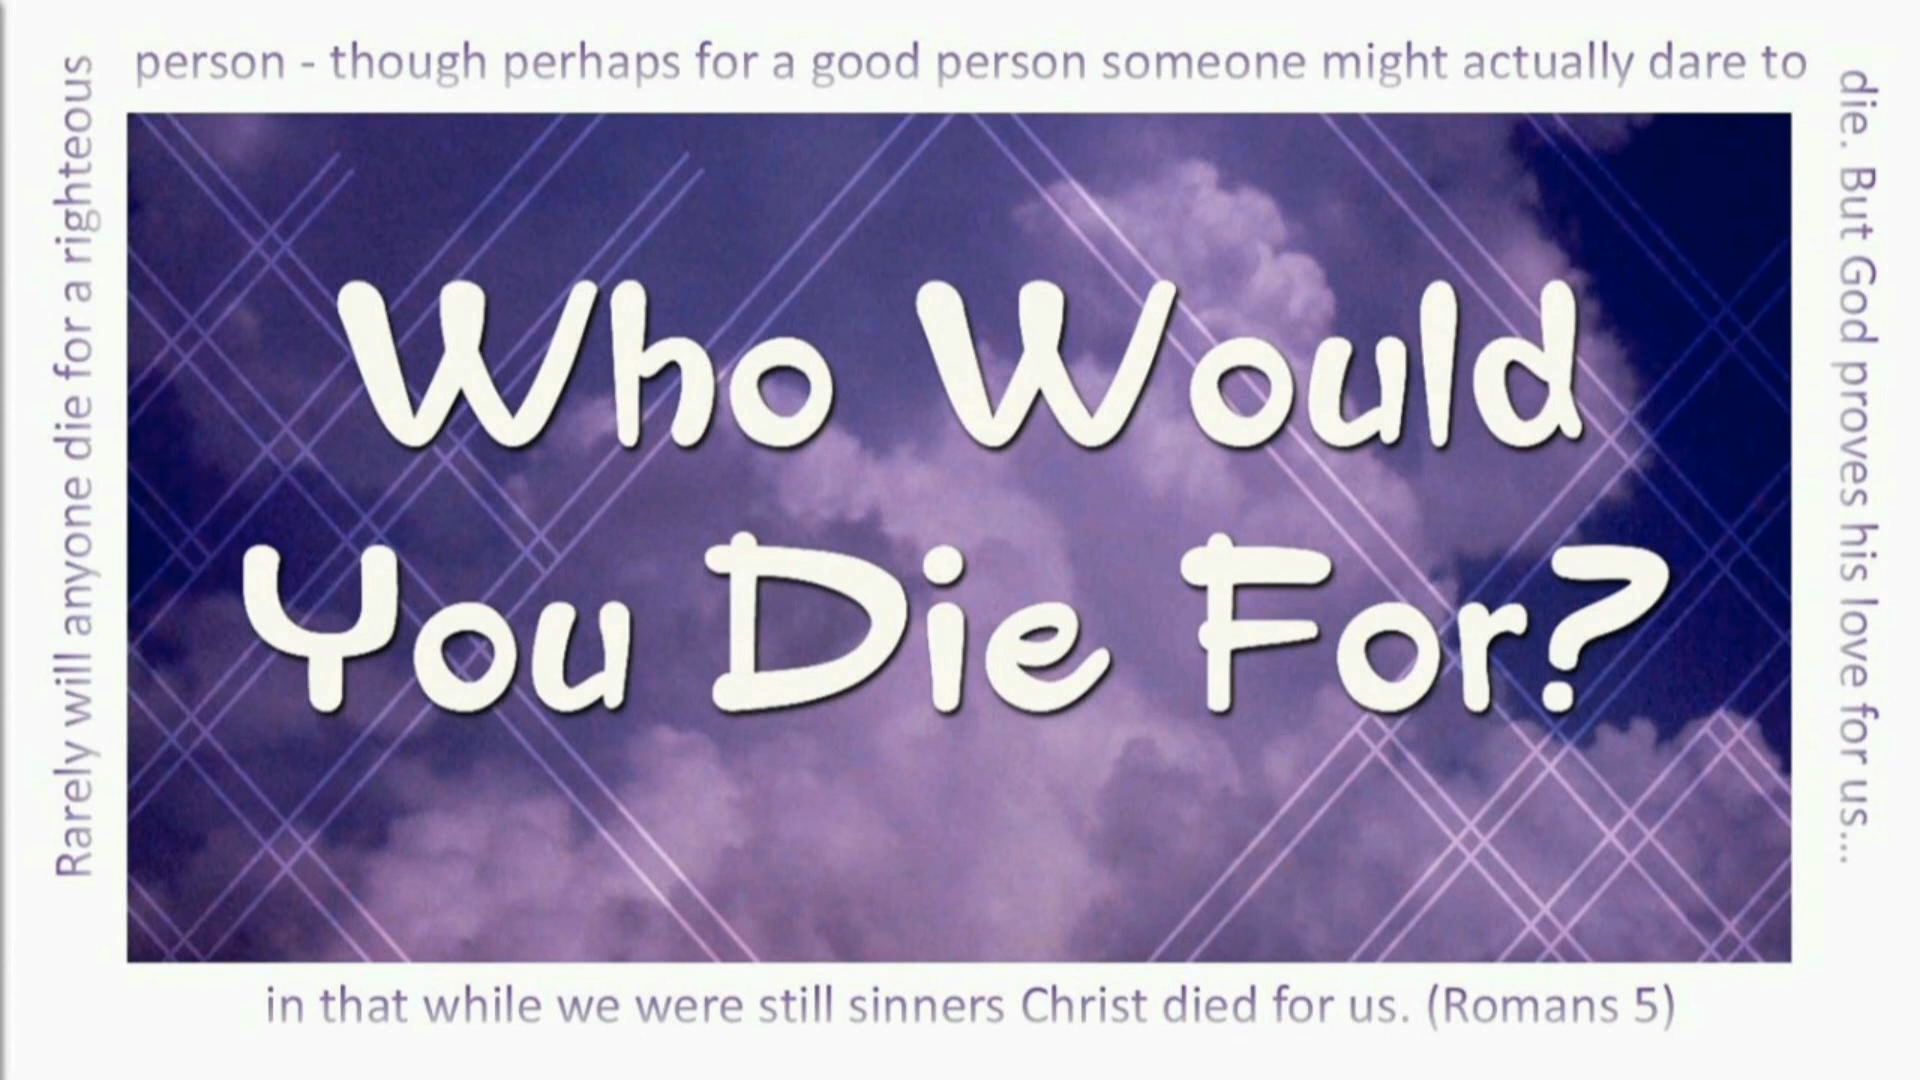 Rarely will anyone die for a righteous
person - though perhaps for a good person someone might actually dare to
die. But God proves his love for us...
in that while we were still sinners Christ died for us. (Romans 5)
Who Would
You Die For?